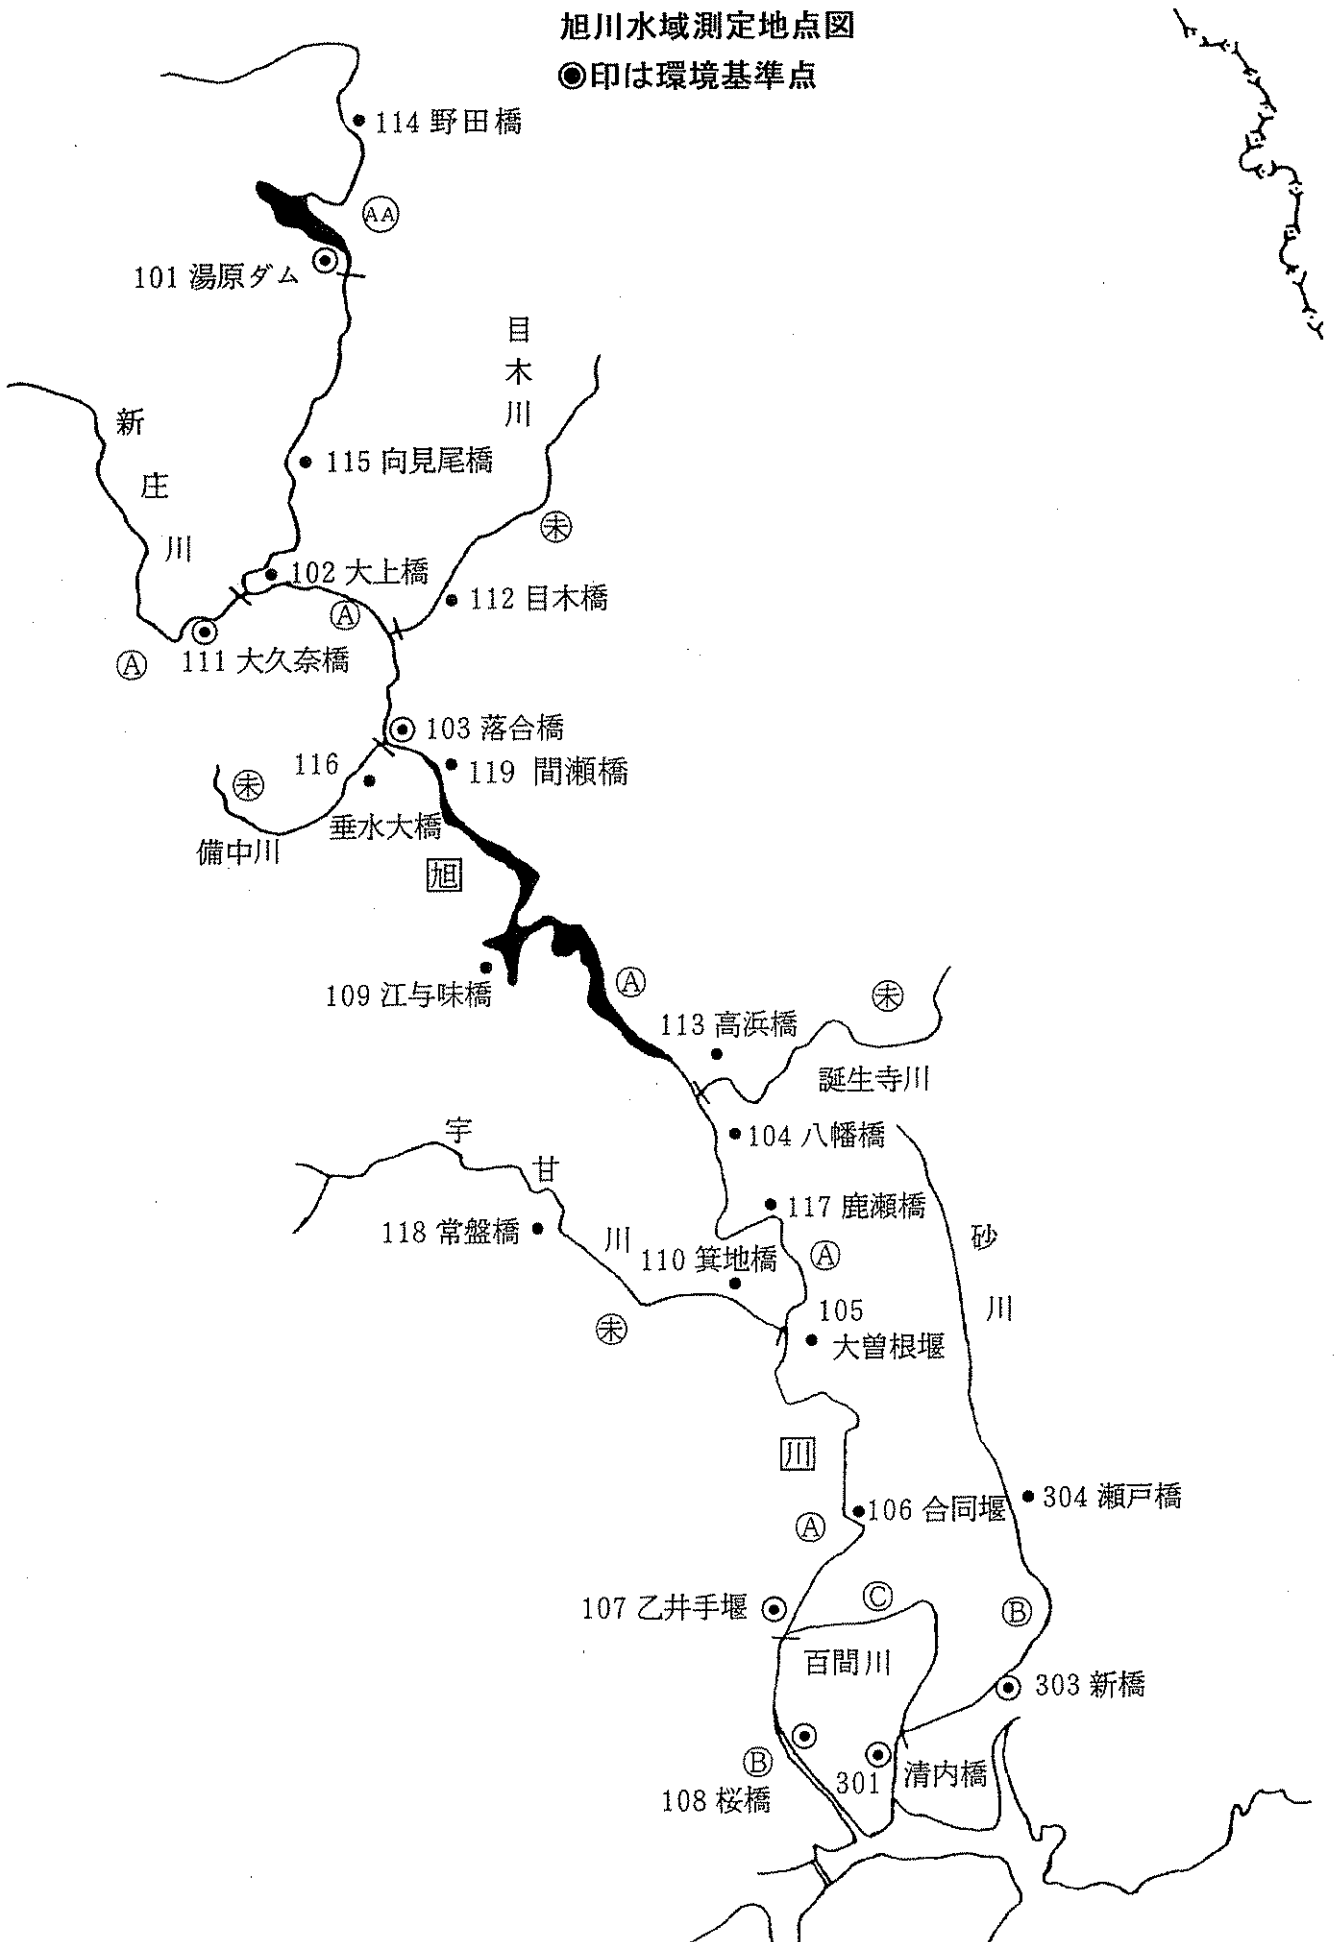 旭川水域測定地点図
◉印は環境基準点
114 野田橋
AA
101 湯原ダム
目木川
新庄川
115 向見尾橋
未
102 大上橋
112 目木橋
A
A
111 大久奈橋
103 落合橋
116
垂水大橋
119 間瀬橋
未
備中川
旭
109 江与味橋
A
未
113 高浜橋
誕生寺川
104 八幡橋
宇甘川
117 鹿瀬橋
118 常盤橋
砂川
110 箕地橋
A
105
大曽根堰
未
川
304 瀬戸橋
106 合同堰
A
C
107 乙井手堰
B
百間川
303 新橋
B
301 清内橋
108 桜橋